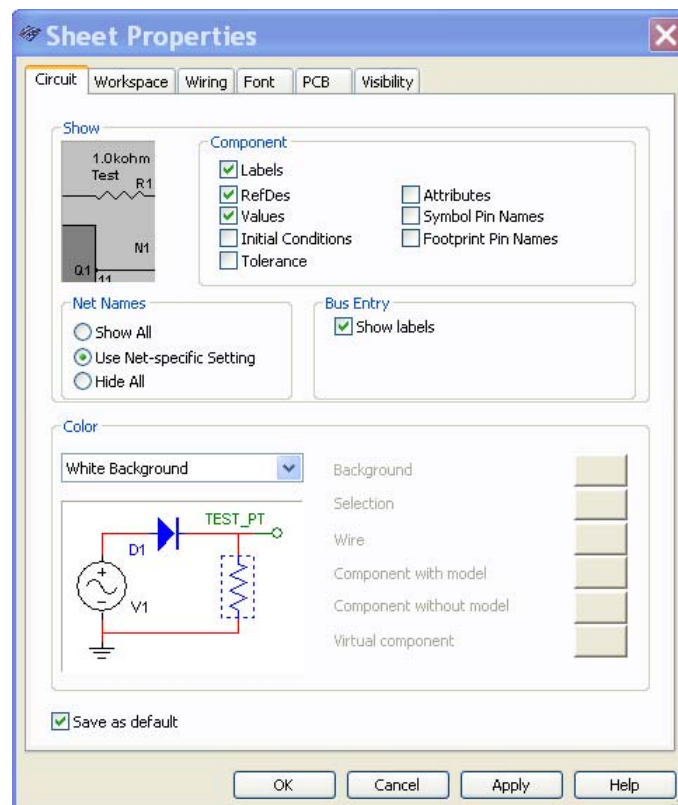 Sheet Properties
Circuit Workspace Wiring Font PCB Visibility
Show
1.0kohm
Test
R1
N1
Q1
11
Component
Labels
RefDes
Values
Initial Conditions
Tolerance
Attributes
Symbol Pin Names
Footprint Pin Names
Net Names
Show All
Use Net-specific Setting
Hide All
Bus Entry
Show labels
Color
White Background
TEST_PT
D1
V1
Background
Selection
Wire
Component with model
Component without model
Virtual component
Save as default
OK Cancel Apply Help